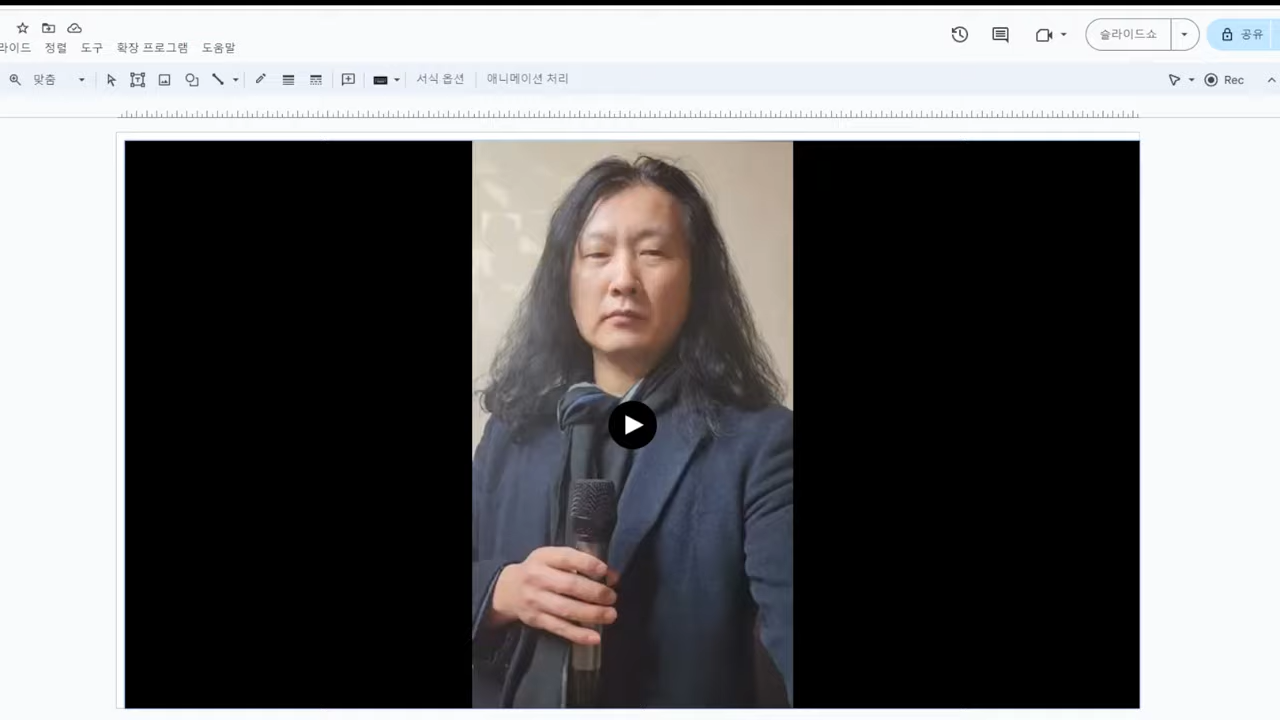 슬라이드쇼
공유
라이드 정렬 도구 확장 프로그램 도움말
맞춤 서식 옵션 애니메이션 처리 Rec